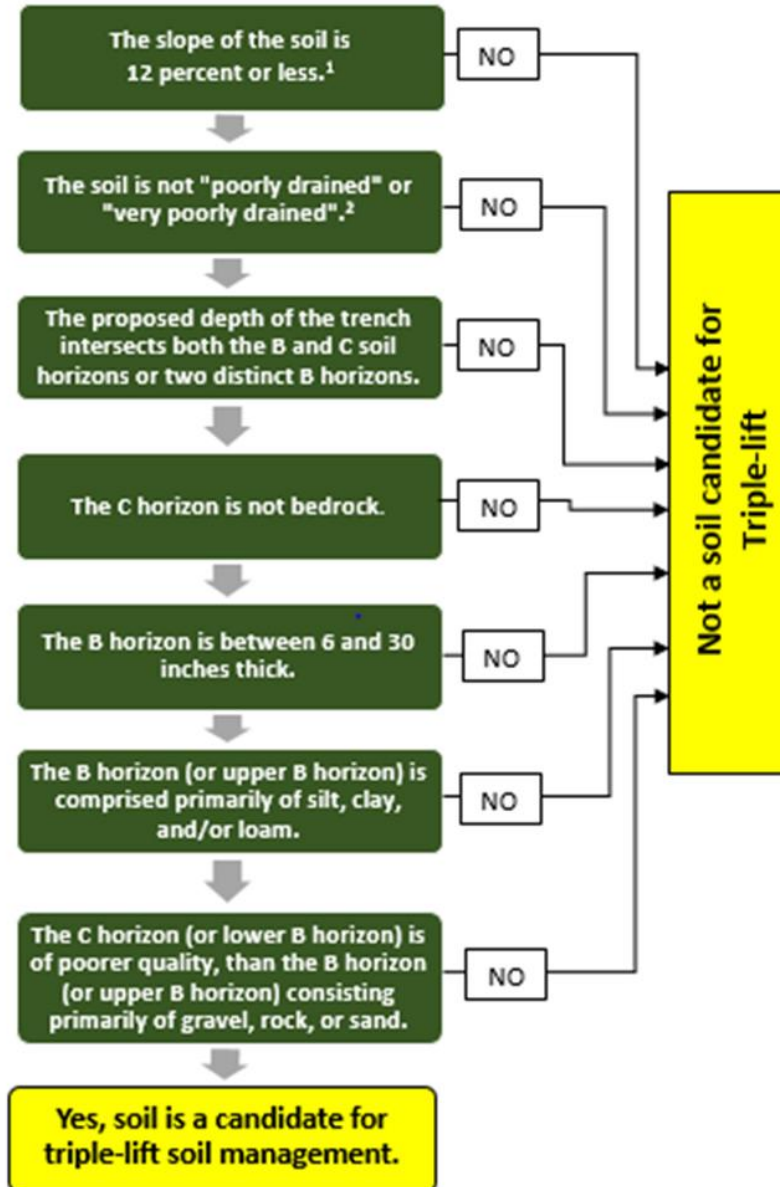 The slope of the soil is
12 percent or less.¹
NO
The soil is not "poorly drained" or
"very poorly drained".²
NO
The proposed depth of the trench
intersects both the B and C soil
horizons or two distinct B horizons.
NO
The C horizon is not bedrock.
NO
The B horizon is between 6 and 30
inches thick.
NO
The B horizon (or upper B horizon) is
comprised primarily of silt, clay,
and/or loam.
NO
The C horizon (or lower B horizon) is
of poorer quality, than the B horizon
(or upper B horizon) consisting
primarily of gravel, rock, or sand.
NO
Yes, soil is a candidate for
triple-lift soil management.
Not a soil candidate for
Triple-lift